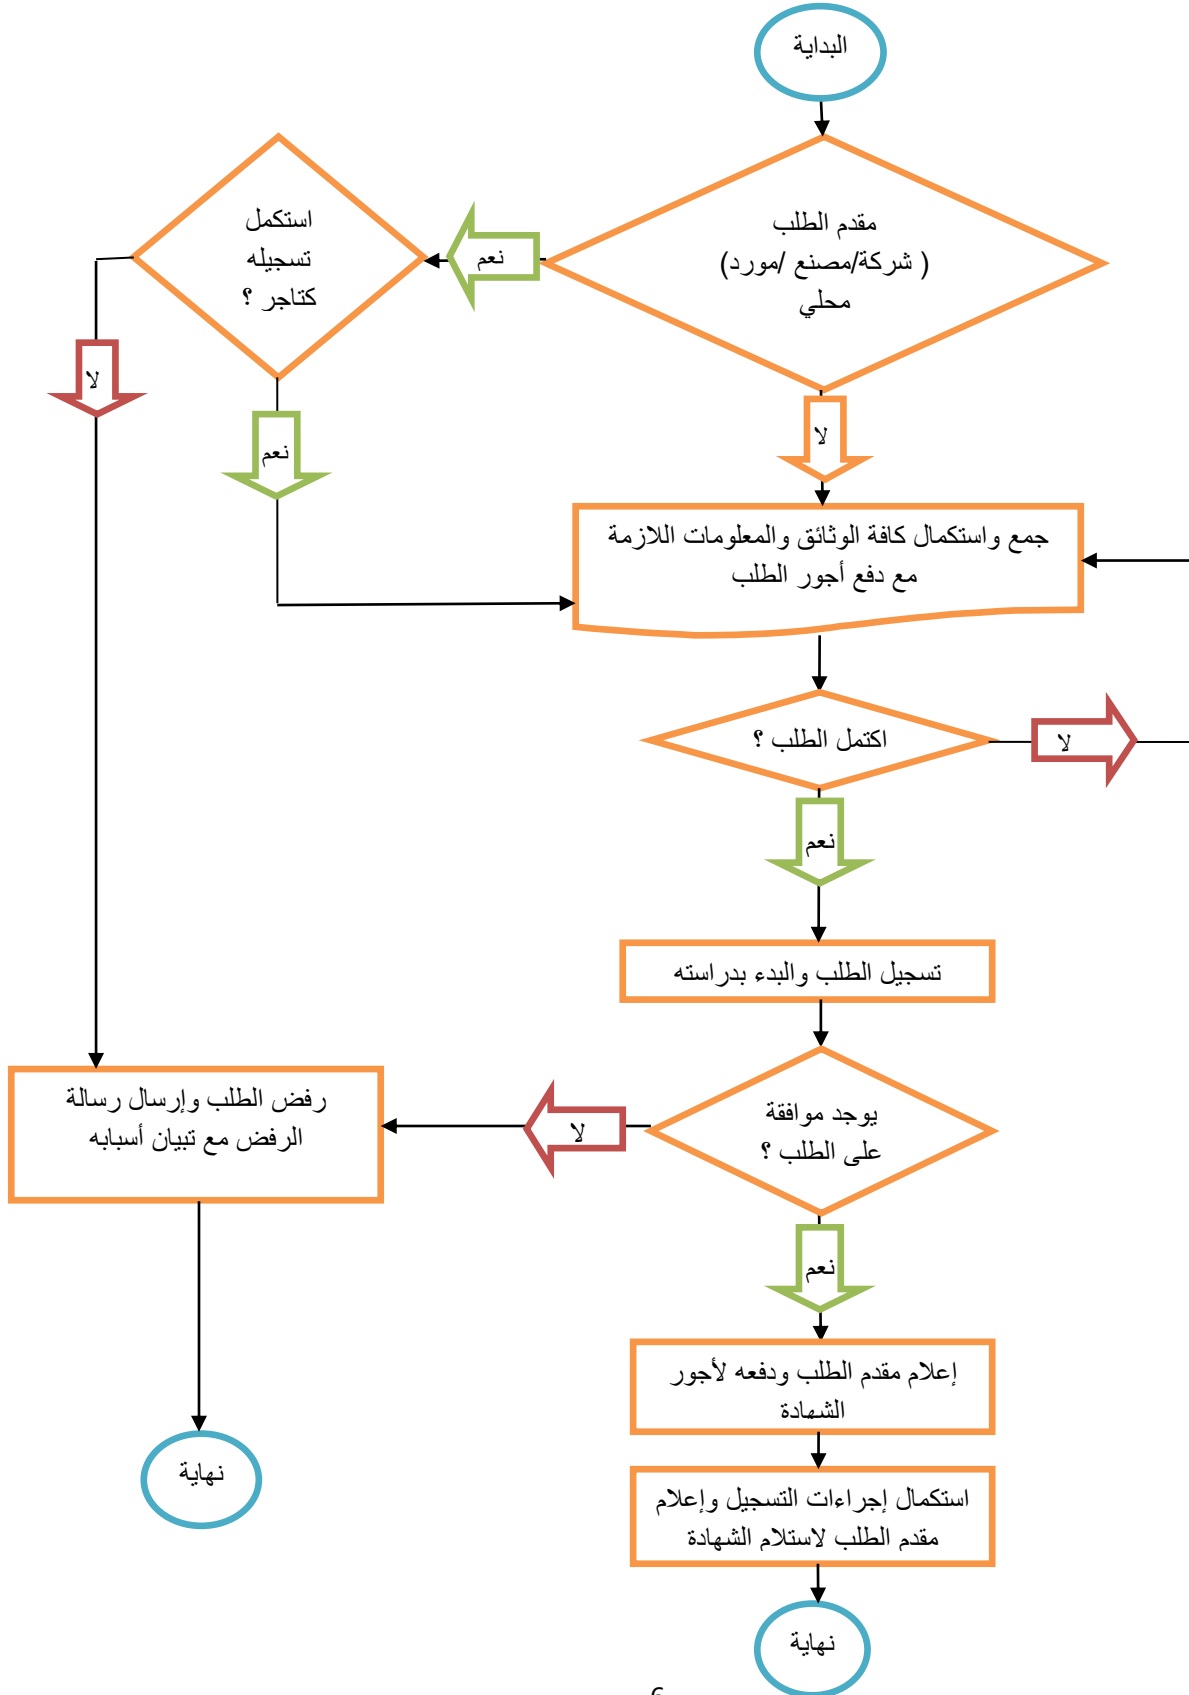 البداية
مقدم الطلب
( شركة/مصنع /مورد)
محلي
نعم
استكمل
تسجيله
كتاجر ؟
لا
نعم
لا
جمع واستكمال كافة الوثائق والمعلومات اللازمة
مع دفع أجور الطلب
اكتمل الطلب ؟
لا
نعم
تسجيل الطلب والبدء بدراسته
يوجد موافقة
على الطلب ؟
لا
رفض الطلب وإرسال رسالة
الرفض مع تبيان أسبابه
نهاية
نعم
إعلام مقدم الطلب ودفعه لأجور
الشهادة
استكمال إجراءات التسجيل وإعلام
مقدم الطلب لاستلام الشهادة
نهاية